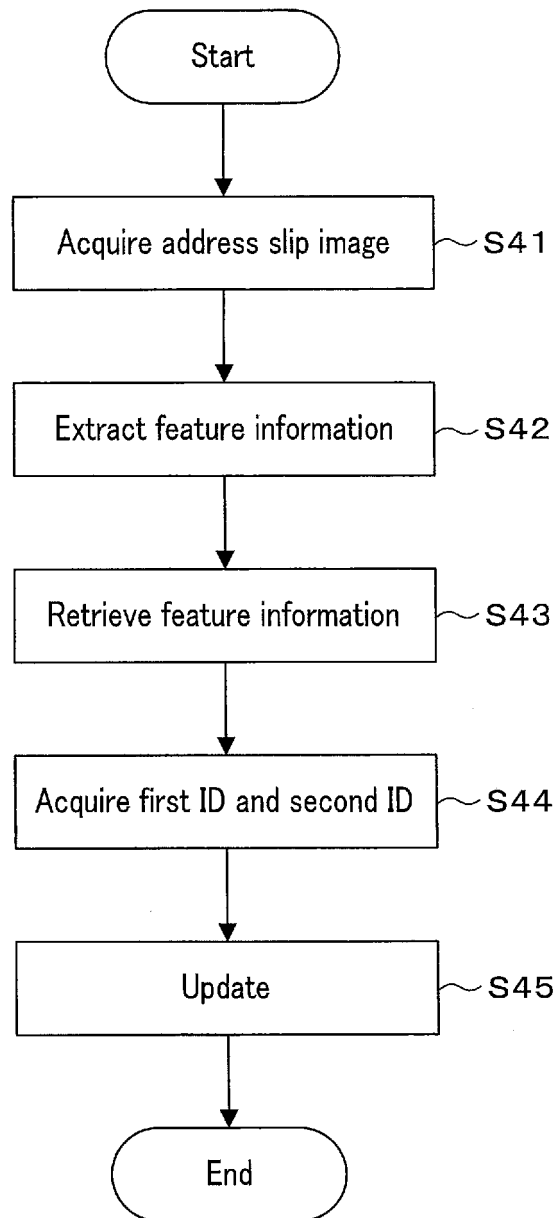 Start
Acquire address slip image S41
Extract feature information S42
Retrieve feature information S43
Acquire first ID and second ID S44
Update S45
End